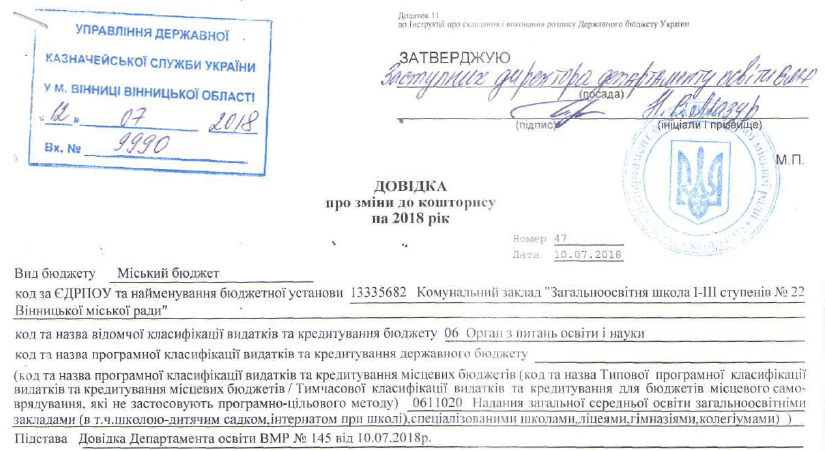 Додаток 11
до Інструкції про складання і виконання розпису Державного бюджету України
УПРАВЛІННЯ ДЕРЖАВНОЇ
КАЗНАЧЕЙСЬКОЇ СЛУЖБИ УКРАЇНИ
У М. ВІННИЦІ ВІННИЦЬКОЇ ОБЛАСТІ
« 12 » 07 2018
Вх. № 9990
ЗАТВЕРДЖУЮ
Заступник директора департаменту освіти ВМР
(посада)
Мазур
(підпис) (ініціали і прізвище)
М.П.
ДОВІДКА
про зміни до кошторису
на 2018 рік
Номер 47
Дата 10.07.2018
Вид бюджету Міський бюджет
код за ЄДРПОУ та найменування бюджетної установи 13335682 Комунальний заклад "Загальноосвітня школа І-ІІІ ступенів № 22
Вінницької міської ради"
код та назва відомчої класифікації видатків та кредитування бюджету 06 Орган з питань освіти і науки
код та назва програмної класифікації видатків та кредитування державного бюджету
(код та назва програмної класифікації видатків та кредитування місцевих бюджетів (код та назва Типової програмної класифікації
видатків та кредитування місцевих бюджетів / Тимчасової класифікації видатків та кредитування для бюджетів місцевого само-
врядування, які не застосовують програмно-цільового методу) 0611020 Надання загальної середньої освіти загальноосвітніми
закладами (в т.ч.школою-дитячим садком,інтернатом при школі),спеціалізованими школами,ліцеями,гімназіями,колегіумами) )
Підстава Довідка Департамента освіти ВМР № 145 від 10.07.2018р.